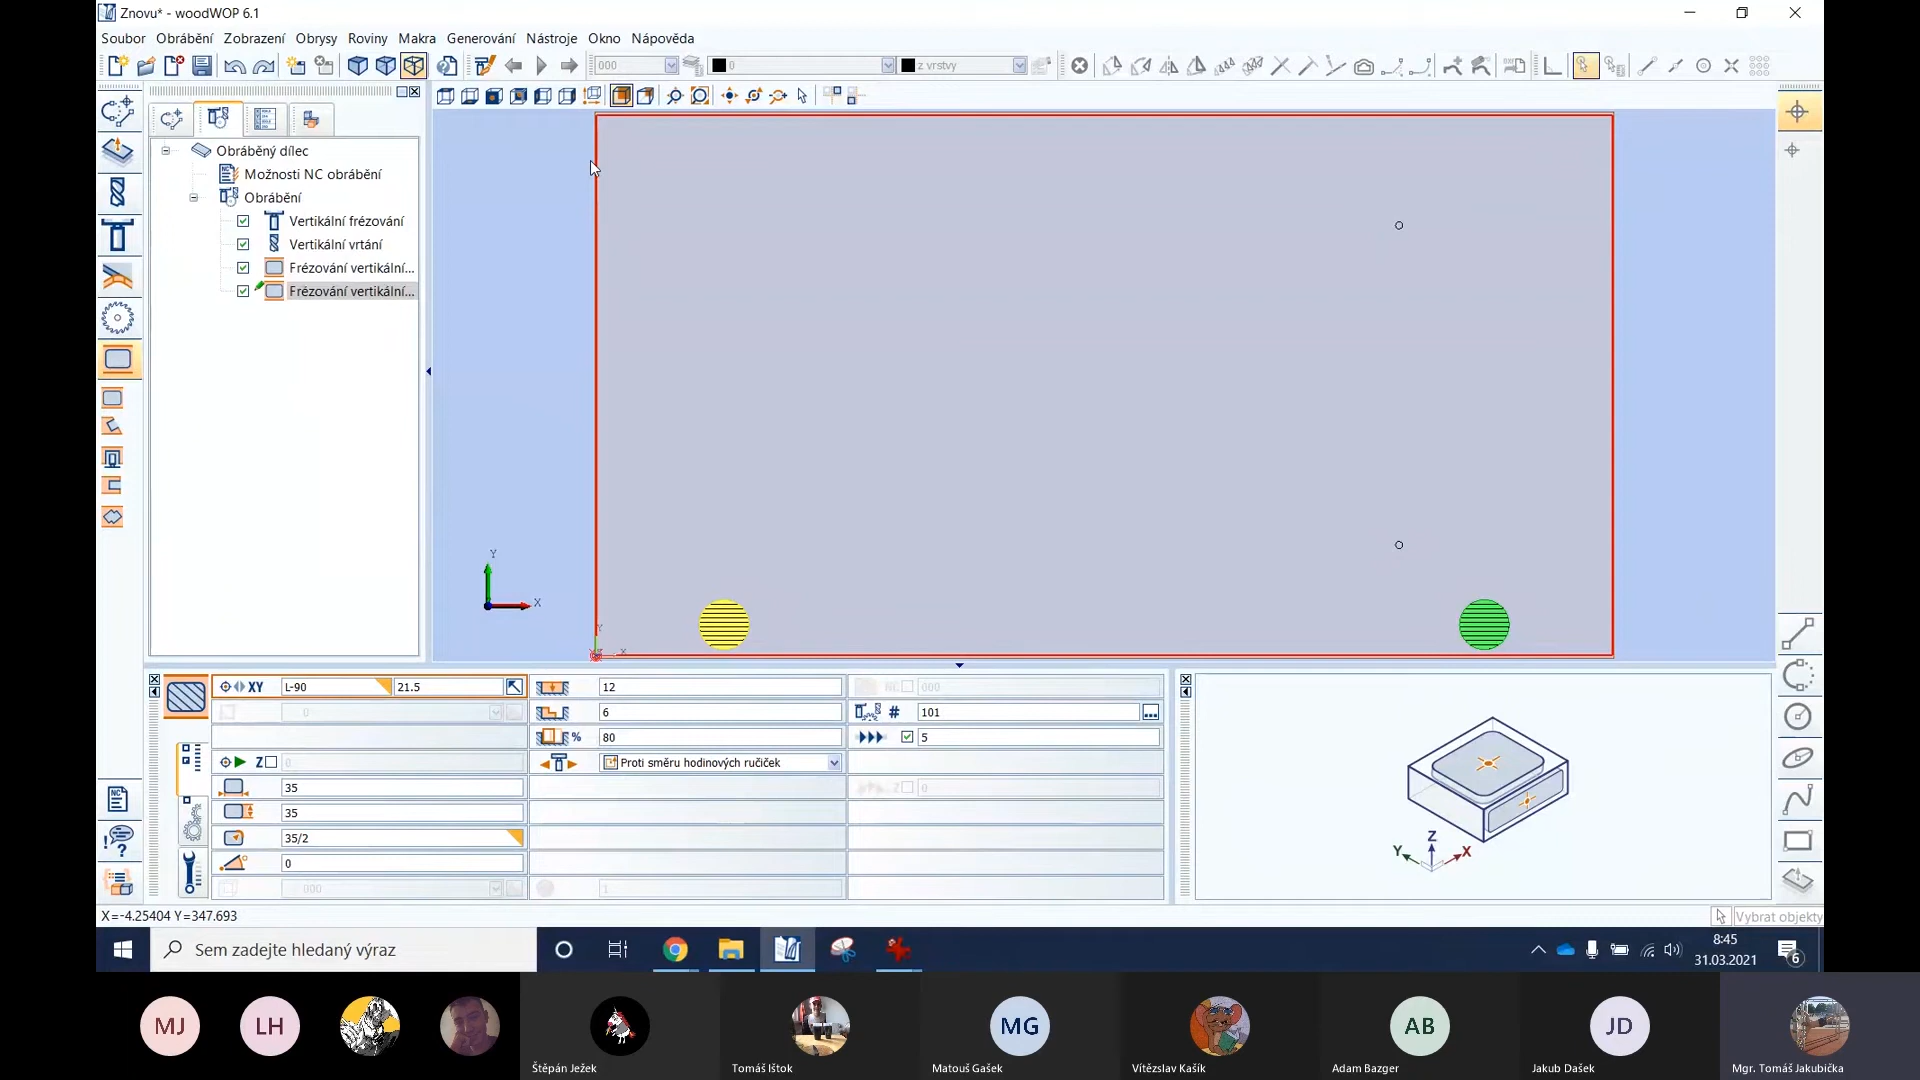 Znovu* - woodWOP 6.1
Soubor Obrábění Zobrazení Obrysy Roviny Makra Generování Nástroje Okno Nápověda
000 0 z vrstvy
Obráběný dílec
Možnosti NC obrábění
Obrábění
Vertikální frézování
Vertikální vrtání
Frézování vertikální...
Frézování vertikální...
Y
X
Y
X
XY L-90 21.5 12 NC 000
0 6 # 101
% 80 5
Z 0 Proti směru hodinových ručiček
35 Z 0
35
35/2
0
000 1
Z
Y X
X=-4.25404 Y=347.693 Vybrat objekty
Sem zadejte hledaný výraz
8:45
31.03.2021
6
MJ LH MG AB JD
Štěpán Ježek Tomáš Ištok Matouš Gašek Vítězslav Kašík Adam Bazger Jakub Dašek Mgr. Tomáš Jakubička